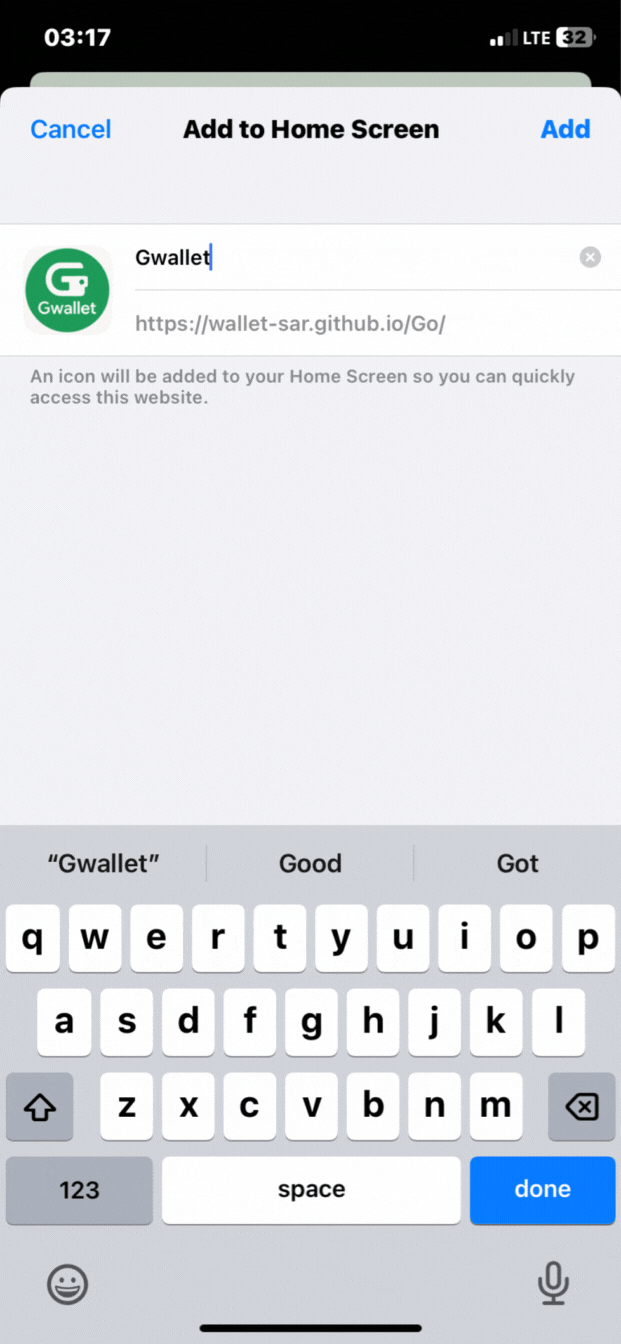 03:17 LTE 32
Cancel Add to Home Screen Add
Gwallet
Gwallet
https://wallet-sar.github.io/Go/
An icon will be added to your Home Screen so you can quickly
access this website.
“Gwallet” Good Got
q w e r t y u i o p
a s d f g h j k l
z x c v b n m
123 space done